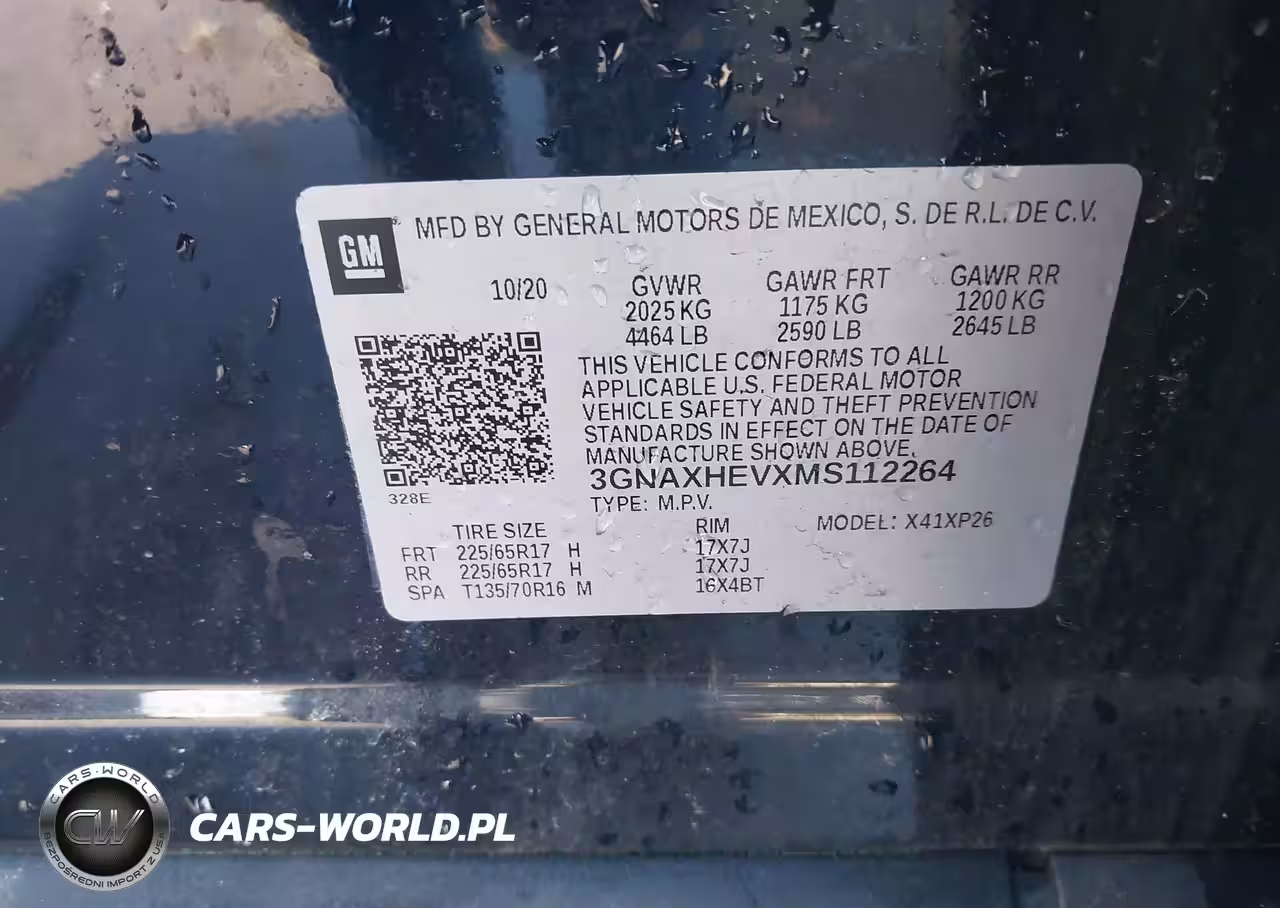 GM
MFD BY GENERAL MOTORS DE MEXICO, S. DE R.L. DE C.V.
10/20 GVWR GAWR FRT GAWR RR
2025 KG 1175 KG 1200 KG
4464 LB 2590 LB 2645 LB
THIS VEHICLE CONFORMS TO ALL
APPLICABLE U.S. FEDERAL MOTOR
VEHICLE SAFETY AND THEFT PREVENTION
STANDARDS IN EFFECT ON THE DATE OF
MANUFACTURE SHOWN ABOVE.
3GNAXHEVXMS112264
328E
TYPE: M.P.V.
TIRE SIZE RIM MODEL: X41XP26
FRT 225/65R17 H 17X7J
RR 225/65R17 H 17X7J
SPA T135/70R16 M 16X4BT
CARS-WORLD
CW
BEZPOŚREDNI IMPORT Z USA
CARS-WORLD.PL